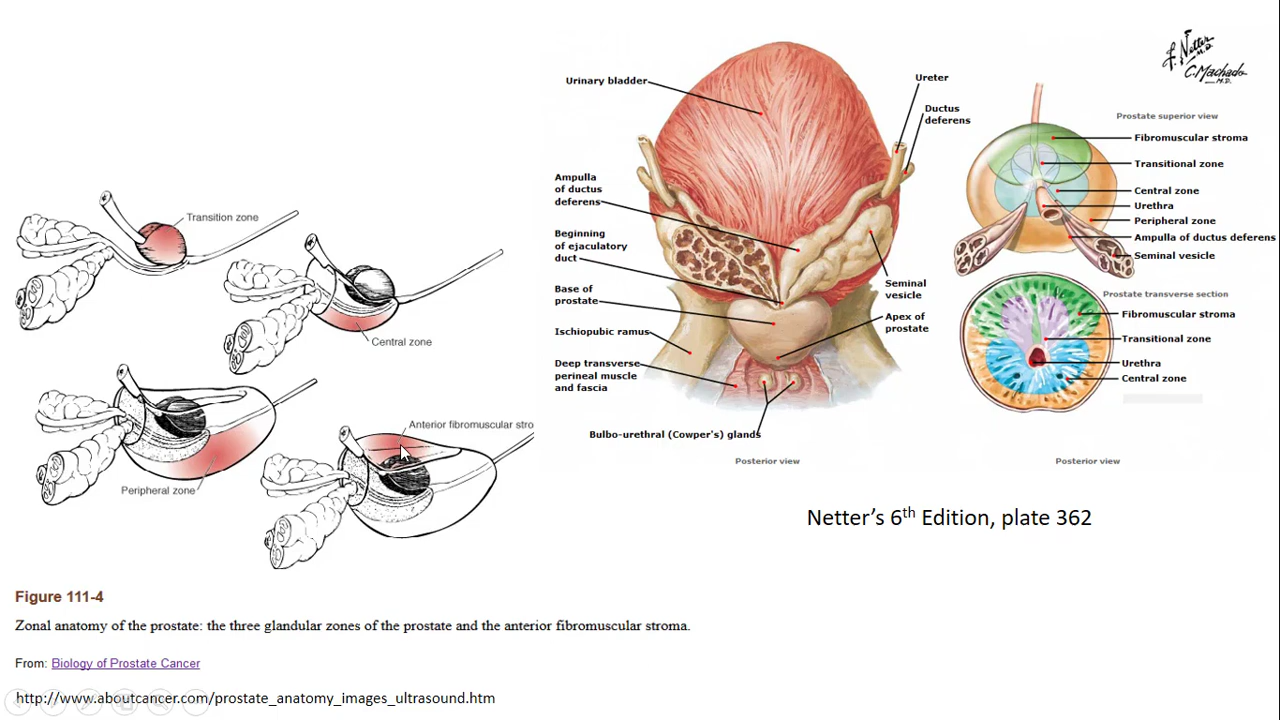 Transition zone
Central zone
Peripheral zone
Anterior fibromuscular stro
Figure 111-4
Zonal anatomy of the prostate: the three glandular zones of the prostate and the anterior fibromuscular stroma.
From: Biology of Prostate Cancer
http://www.aboutcancer.com/prostate_anatomy_images_ultrasound.htm
Urinary bladder
Ureter
Ductus
deferens
Ampulla
of ductus
deferens
Beginning
of ejaculatory
duct
Base of
prostate
Ischiopubic ramus
Deep transverse
perineal muscle
and fascia
Seminal
vesicle
Apex of
prostate
Bulbo-urethral (Cowper's) glands
Posterior view
F. Netter
M.D.
C. Machado
M.D.
Prostate superior view
Fibromuscular stroma
Transitional zone
Central zone
Urethra
Peripheral zone
Ampulla of ductus deferens
Seminal vesicle
Prostate transverse section
Fibromuscular stroma
Transitional zone
Urethra
Central zone
Posterior view
Netter’s 6th Edition, plate 362